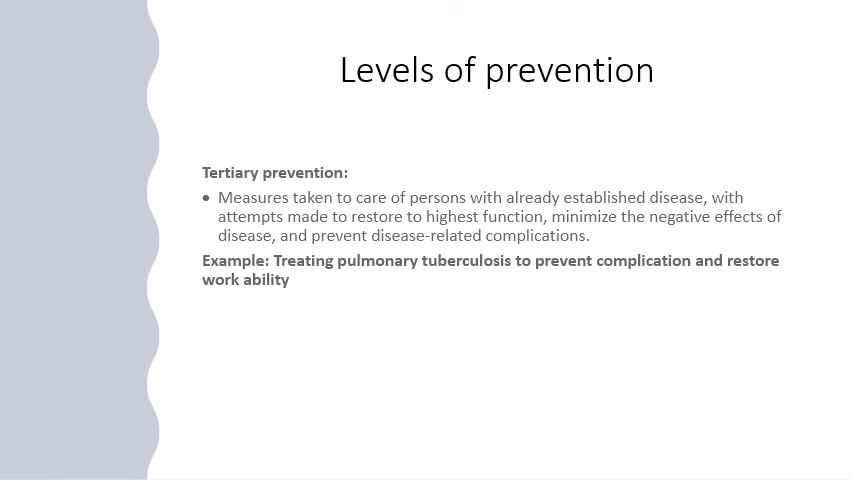 Levels of prevention
Tertiary prevention:
• Measures taken to care of persons with already established disease, with
attempts made to restore to highest function, minimize the negative effects of
disease, and prevent disease-related complications.
Example: Treating pulmonary tuberculosis to prevent complication and restore
work ability